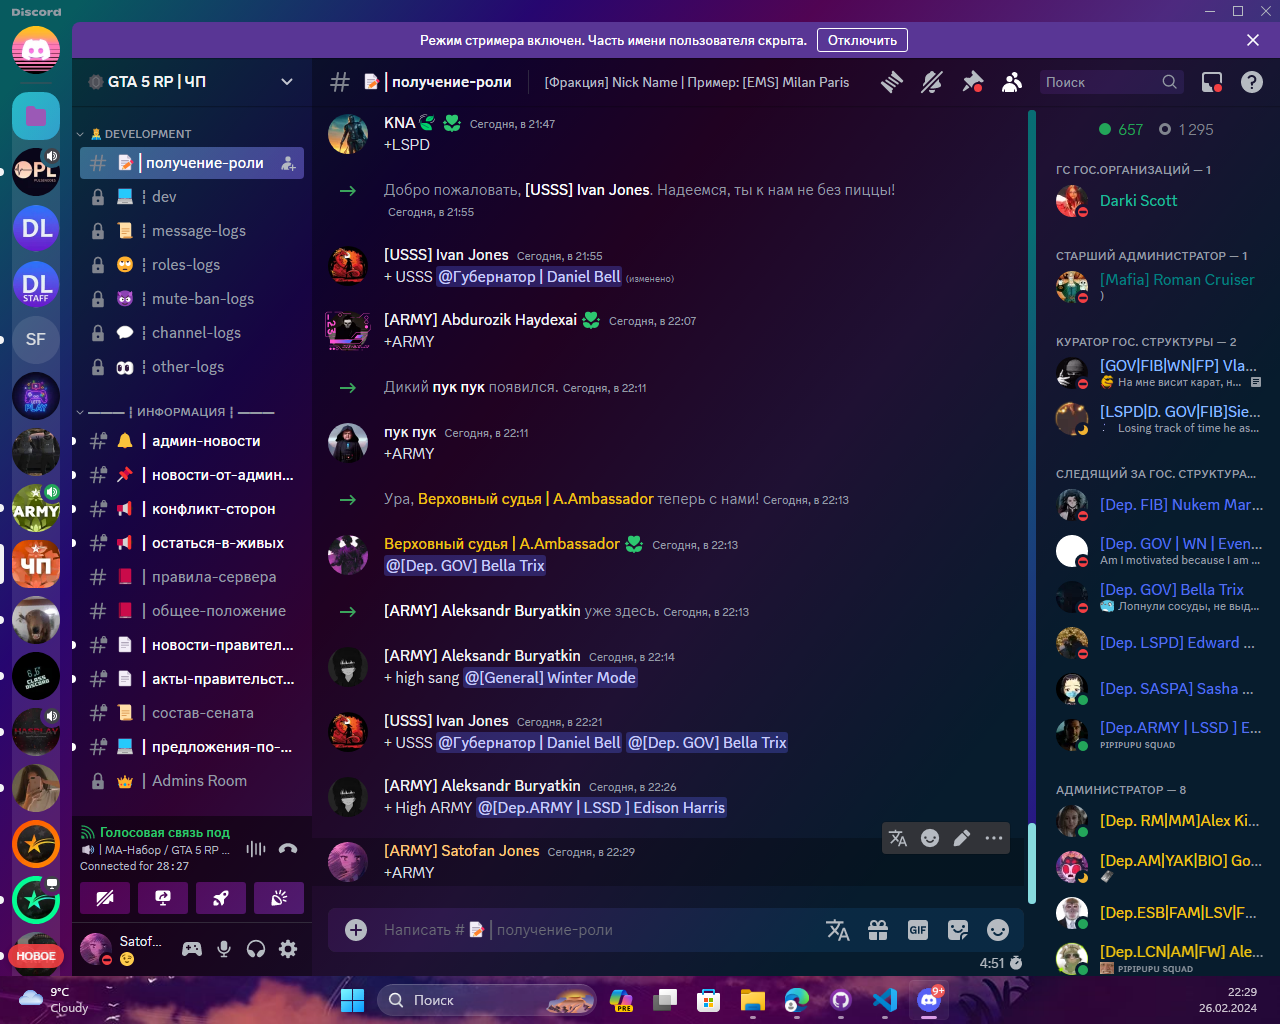 Discord
Режим стримера включен. Часть имени пользователя скрыта.
Отключить
GTA 5 RP | ЧП
DEVELOPMENT
| получение-роли
¦ dev
¦ message-logs
¦ roles-logs
¦ mute-ban-logs
¦ channel-logs
¦ other-logs
——— ¦ ИНФОРМАЦИЯ ¦ ———
| админ-новости
| новости-от-админ...
| конфликт-сторон
| остаться-в-живых
| правила-сервера
| общее-положение
| новости-правител...
| акты-правительст...
| состав-сената
| предложения-по-...
| Admins Room
PL
DL
DL
STAFF
SF
LET'S
PLAY
ARMY
ЧП
CLASS
DISCORD
НОВОЕ
Голосовая связь под
| МА-Набор / GTA 5 RP ...
Connected for 28:27
Satof...
# | получение-роли
[Фракция] Nick Name | Пример: [EMS] Milan Paris
Поиск
KNA Сегодня, в 21:47
+LSPD
Добро пожаловать, [USSS] Ivan Jones. Надеемся, ты к нам не без пиццы!
Сегодня, в 21:55
[USSS] Ivan Jones Сегодня, в 21:55
+ USSS @Губернатор | Daniel Bell (изменено)
[ARMY] Abdurozik Haydexai Сегодня, в 22:07
+ARMY
Дикий пук пук появился. Сегодня, в 22:11
пук пук Сегодня, в 22:11
+ARMY
Ура, Верховный судья | A.Ambassador теперь с нами! Сегодня, в 22:13
Верховный судья | A.Ambassador Сегодня, в 22:13
@[Dep. GOV] Bella Trix
[ARMY] Aleksandr Buryatkin уже здесь. Сегодня, в 22:13
[ARMY] Aleksandr Buryatkin Сегодня, в 22:14
+ high sang @[General] Winter Mode
[USSS] Ivan Jones Сегодня, в 22:21
+ USSS @Губернатор | Daniel Bell @[Dep. GOV] Bella Trix
[ARMY] Aleksandr Buryatkin Сегодня, в 22:26
+ High ARMY @[Dep.ARMY | LSSD ] Edison Harris
[ARMY] Satofan Jones Сегодня, в 22:29
+ARMY
Написать # | получение-роли
GIF
4:51
657 1 295
ГС ГОС.ОРГАНИЗАЦИЙ — 1
Darki Scott
СТАРШИЙ АДМИНИСТРАТОР — 1
[Mafia] Roman Cruiser
)
КУРАТОР ГОС. СТРУКТУРЫ — 2
[GOV|FIB|WN|FP] Vla...
На мне висит карат, н...
[LSPD|D. GOV|FIB]Sie...
Losing track of time he as...
СЛЕДЯЩИЙ ЗА ГОС. СТРУКТУРА...
[Dep. FIB] Nukem Mar...
[Dep. GOV | WN | Even...
Am I motivated because I am ...
[Dep. GOV] Bella Trix
Лопнули сосуды, не выд...
[Dep. LSPD] Edward ...
[Dep. SASPA] Sasha ...
[Dep.ARMY | LSSD ] E...
PIPIPUPU SQUAD
АДМИНИСТРАТОР — 8
[Dep. RM|MM]Alex Ki...
[Dep.AM|YAK|BIO] Go...
[Dep.ESB|FAM|LSV|F...
[Dep.LCN|AM|FW] Ale...
PIPIPUPU SQUAD
9°C
Cloudy
Поиск
PRE
9+
22:29
26.02.2024